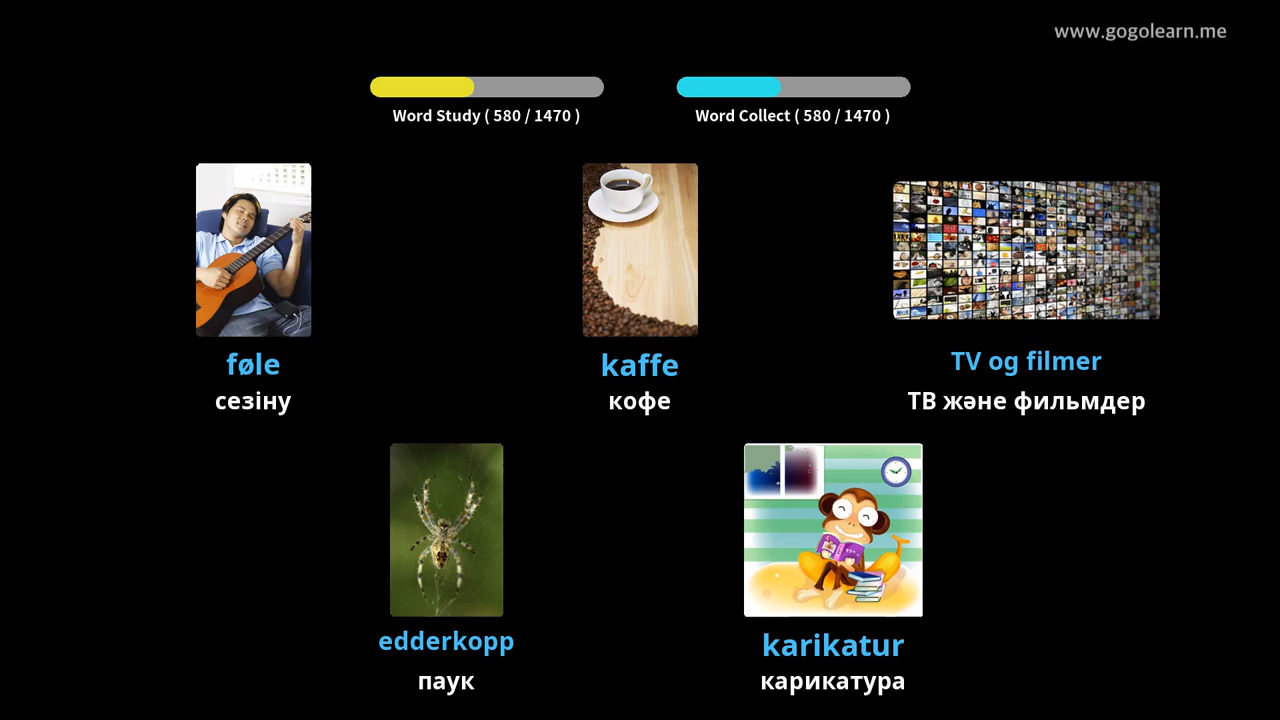 www.gogolearn.me
Word Study ( 580 / 1470 )
Word Collect ( 580 / 1470 )
føle
сезіну
kaffe
кофе
TV og filmer
ТВ және фильмдер
edderkopp
паук
karikatur
карикатура